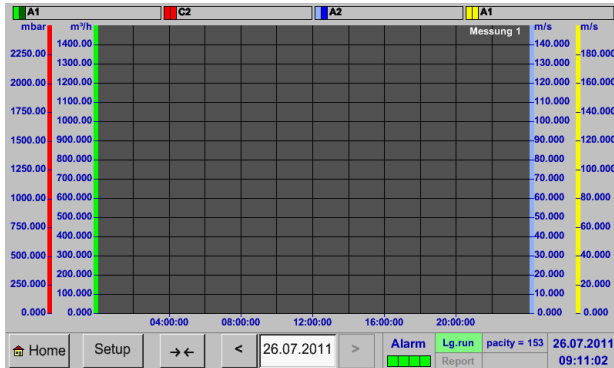 A1 C2 A2 A1
mbar m³/h Messung 1 m/s m/s
1400.00 140.000
2250.00 180.000
1300.00 130.000
2000.00 1200.00 120.000 160.000
1100.00 110.000
1750.00 140.000
1000.00 100.000
1500.00 900.000 90.000 120.000
800.000 80.000
1250.00 100.000
700.000 70.000
1000.00 600.000 60.000 80.000
500.000 50.000
750.000 60.000
400.000 40.000
500.000 300.000 30.000 40.000
200.000 20.000
250.000 20.000
100.000 10.000
0.000 0.000 0.000 0.000
04:00:00 08:00:00 12:00:00 16:00:00 20:00:00
Home Setup →← < 26.07.2011 > Alarm Lg.run pacity = 153 26.07.2011
Report 09:11:02